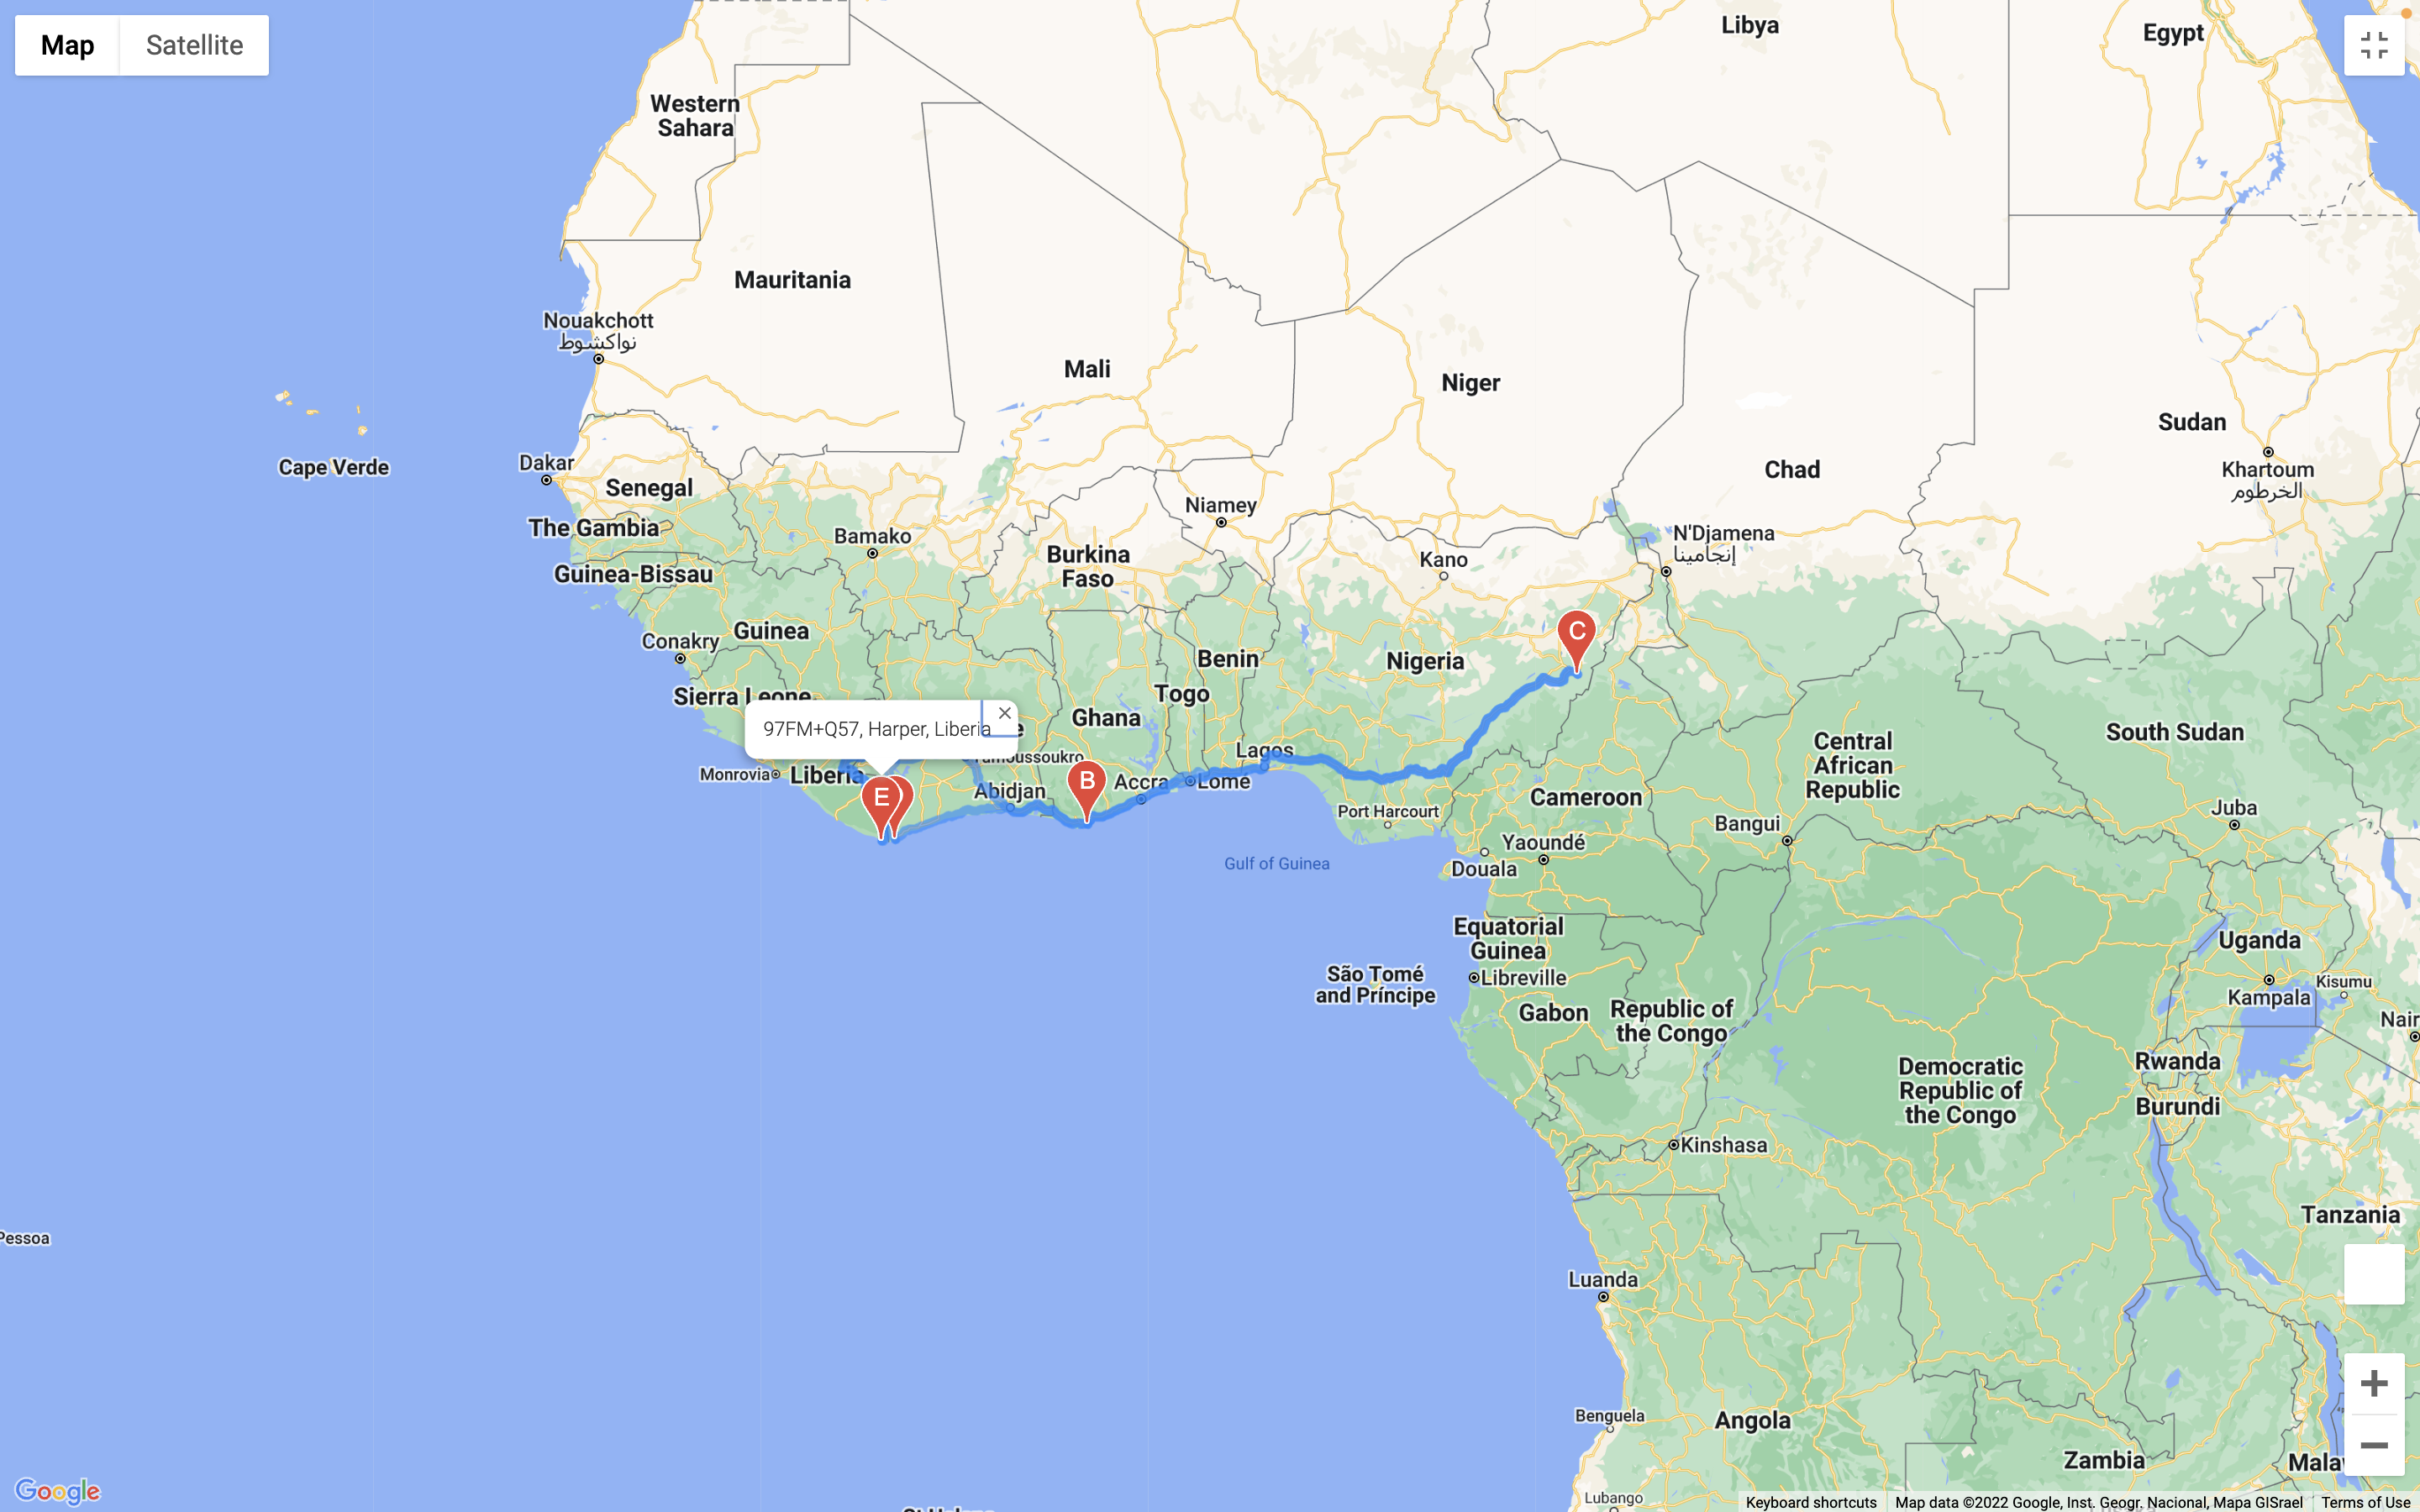 Map
Satellite
Libya
Egypt
Western
Sahara
Mauritania
Nouakchott
نواكشوط
Mali
Niger
Sudan
Cape Verde
Dakar
Senegal
Chad
Khartoum
الخرطوم
The Gambia
Niamey
N'Djamena
إنجامينا
Bamako
Burkina
Faso
Kano
Guinea-Bissau
Guinea
Conakry
C
Benin
Nigeria
Sierra Leone
Togo
Ghana
97FM+Q57, Harper, Liberia
South Sudan
Lagos
Central
African
Republic
Monrovia
Liberia
Abidjan
B
Accra
Lome
E
Cameroon
Port Harcourt
Juba
Bangui
Yaoundé
Douala
Gulf of Guinea
Equatorial
Guinea
Uganda
São Tomé
and Príncipe
Libreville
Kisumu
Kampala
Gabon
Republic of
the Congo
Nair
Rwanda
Democratic
Republic of
the Congo
Burundi
Kinshasa
Tanzania
Pessoa
Luanda
Benguela
Angola
Zambia
Malaw
Lubango
Google
Keyboard shortcuts
Map data ©2022 Google, Inst. Geogr. Nacional, Mapa GISrael
Terms of Use